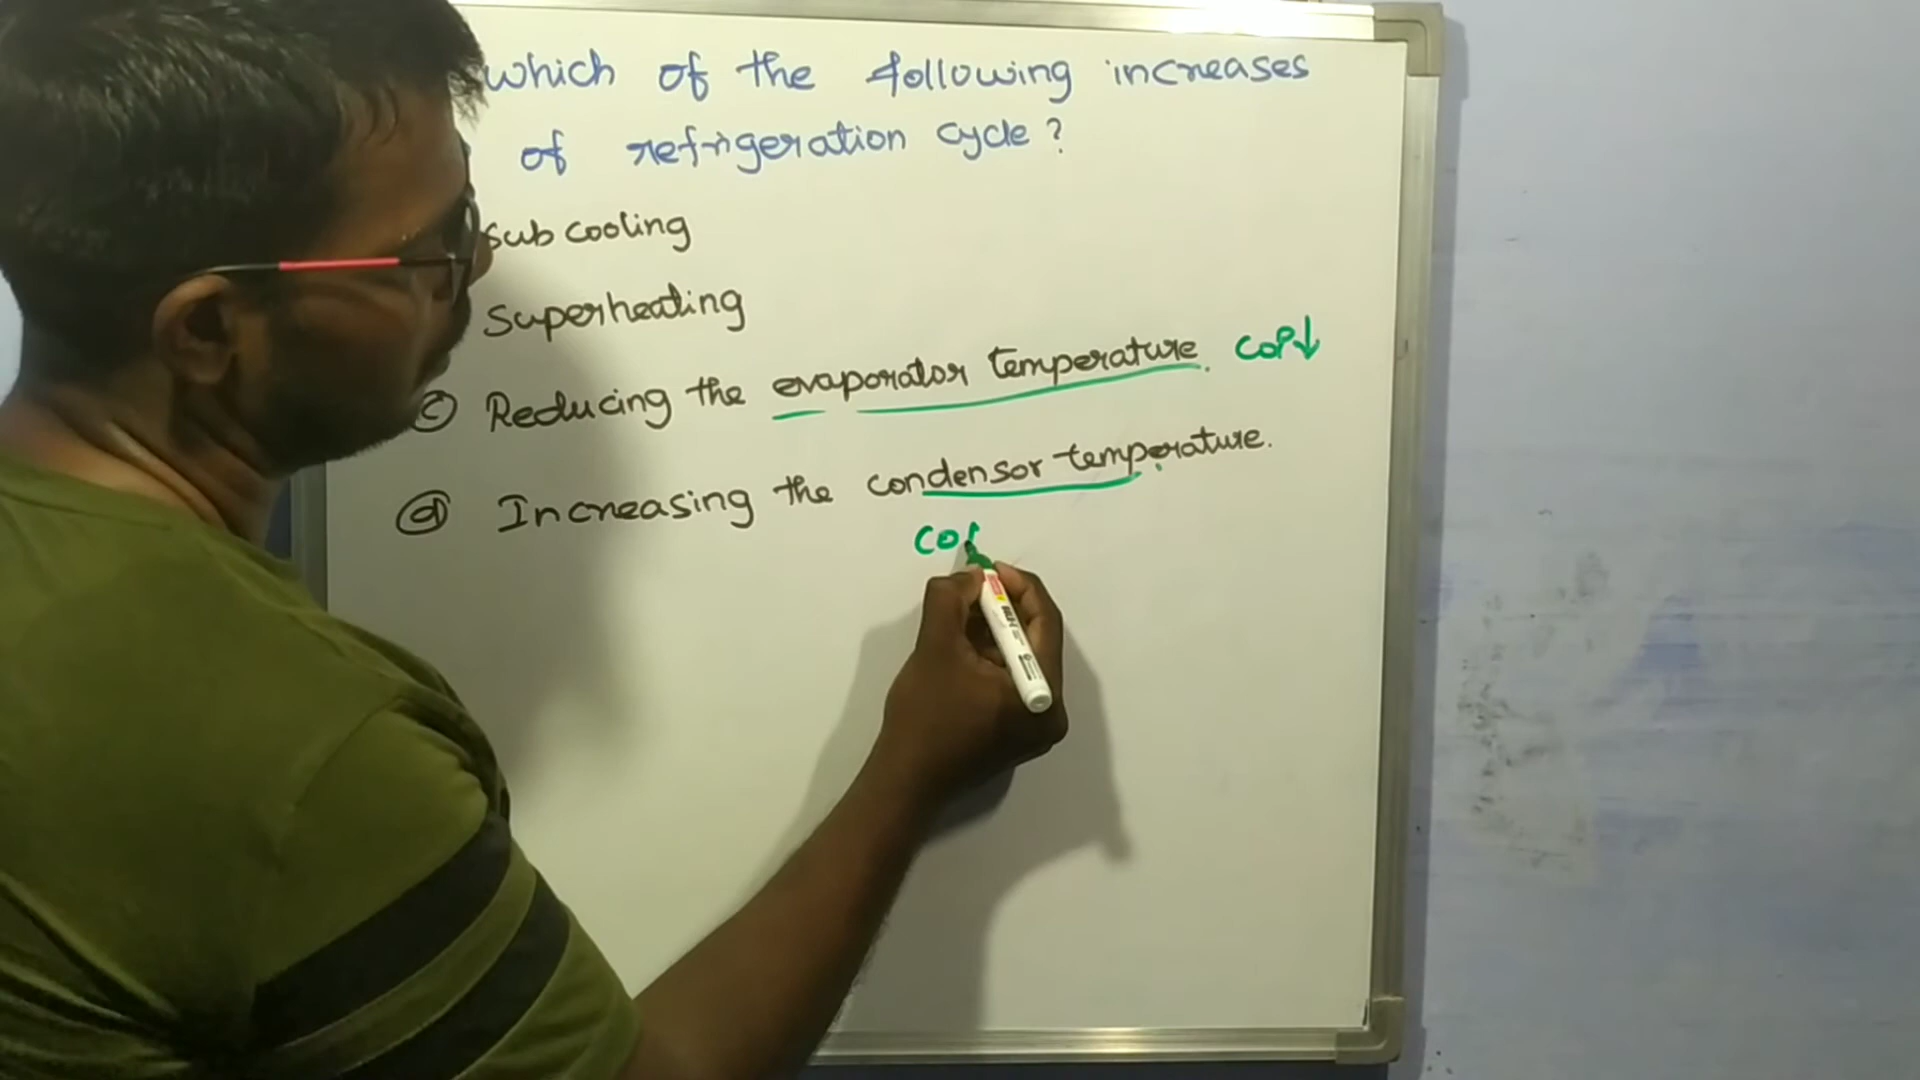 which of the following increases
of refrigeration cycle?
Sub cooling
Superheating
c Reducing the evaporator temperature. COP↓
d Increasing the condensor temperature.
COP